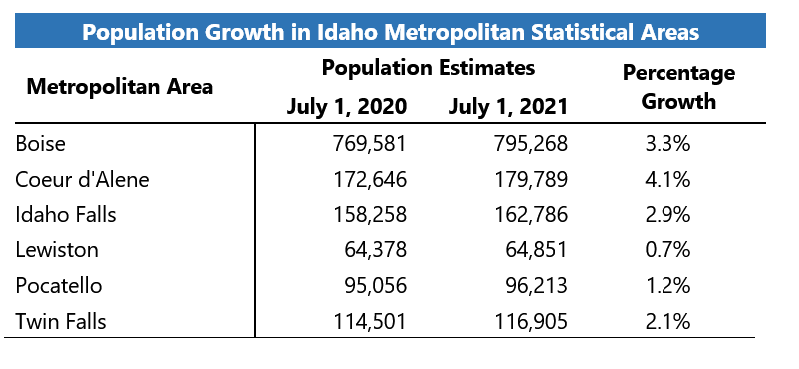 Population Growth in Idaho Metropolitan Statistical Areas
Metropolitan Area Population Estimates Percentage Growth
July 1, 2020 July 1, 2021
Boise 769,581 795,268 3.3%
Coeur d'Alene 172,646 179,789 4.1%
Idaho Falls 158,258 162,786 2.9%
Lewiston 64,378 64,851 0.7%
Pocatello 95,056 96,213 1.2%
Twin Falls 114,501 116,905 2.1%